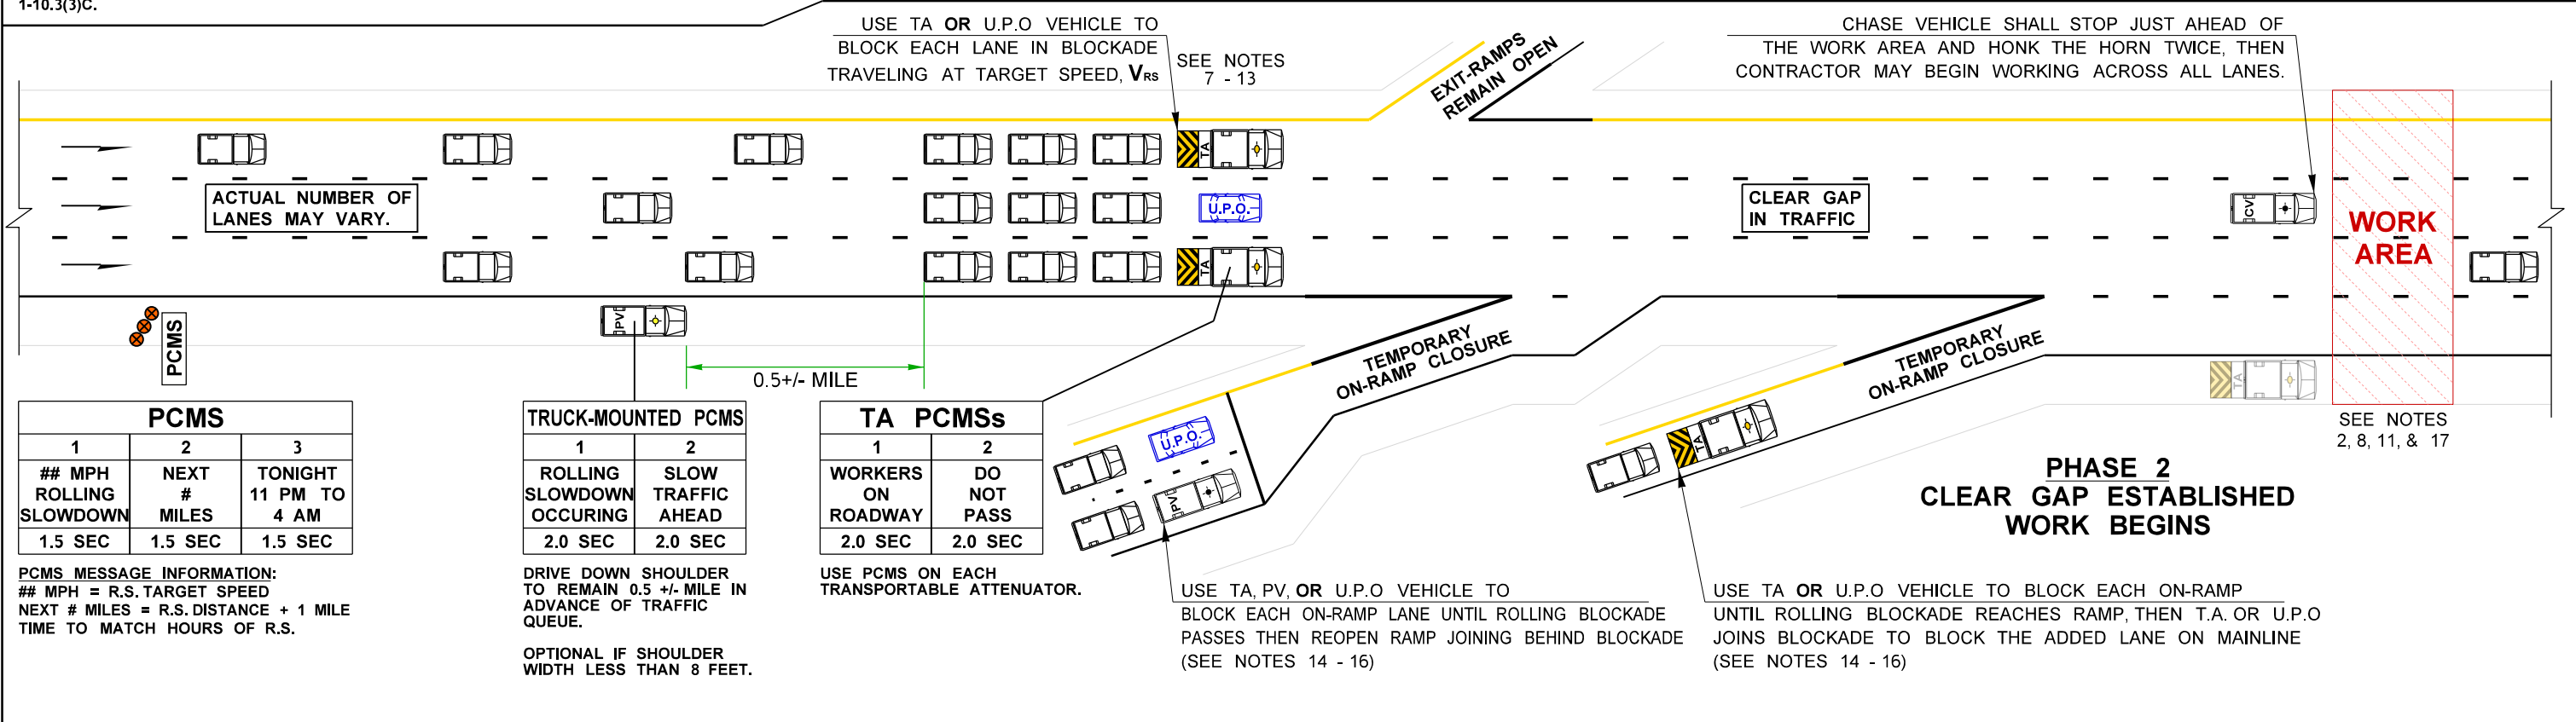 1-10.3(3)C.
USE TA OR U.P.O VEHICLE TO
BLOCK EACH LANE IN BLOCKADE
TRAVELING AT TARGET SPEED, VRS
SEE NOTES
7 - 13
EXIT-RAMPS
REMAIN OPEN
CHASE VEHICLE SHALL STOP JUST AHEAD OF
THE WORK AREA AND HONK THE HORN TWICE, THEN
CONTRACTOR MAY BEGIN WORKING ACROSS ALL LANES.
ACTUAL NUMBER OF
LANES MAY VARY.
TA
U.P.O.
TA
CLEAR GAP
IN TRAFFIC
CV
WORK
AREA
PCMS
PV
0.5+/- MILE
TEMPORARY
ON-RAMP CLOSURE
TEMPORARY
ON-RAMP CLOSURE
TA
SEE NOTES
2, 8, 11, & 17
U.P.O.
PV
TA
PHASE 2
CLEAR GAP ESTABLISHED
WORK BEGINS
PCMS
1 2 3
## MPH NEXT TONIGHT
ROLLING # 11 PM TO
SLOWDOWN MILES 4 AM
1.5 SEC 1.5 SEC 1.5 SEC
PCMS MESSAGE INFORMATION:
## MPH = R.S. TARGET SPEED
NEXT # MILES = R.S. DISTANCE + 1 MILE
TIME TO MATCH HOURS OF R.S.
TRUCK-MOUNTED PCMS
1 2
ROLLING SLOW
SLOWDOWN TRAFFIC
OCCURING AHEAD
2.0 SEC 2.0 SEC
DRIVE DOWN SHOULDER
TO REMAIN 0.5 +/- MILE IN
ADVANCE OF TRAFFIC
QUEUE.
OPTIONAL IF SHOULDER
WIDTH LESS THAN 8 FEET.
TA PCMSs
1 2
WORKERS DO
ON NOT
ROADWAY PASS
2.0 SEC 2.0 SEC
USE PCMS ON EACH
TRANSPORTABLE ATTENUATOR.
USE TA, PV, OR U.P.O VEHICLE TO
BLOCK EACH ON-RAMP LANE UNTIL ROLLING BLOCKADE
PASSES THEN REOPEN RAMP JOINING BEHIND BLOCKADE
(SEE NOTES 14 - 16)
USE TA OR U.P.O VEHICLE TO BLOCK EACH ON-RAMP
UNTIL ROLLING BLOCKADE REACHES RAMP, THEN T.A. OR U.P.O
JOINS BLOCKADE TO BLOCK THE ADDED LANE ON MAINLINE
(SEE NOTES 14 - 16)